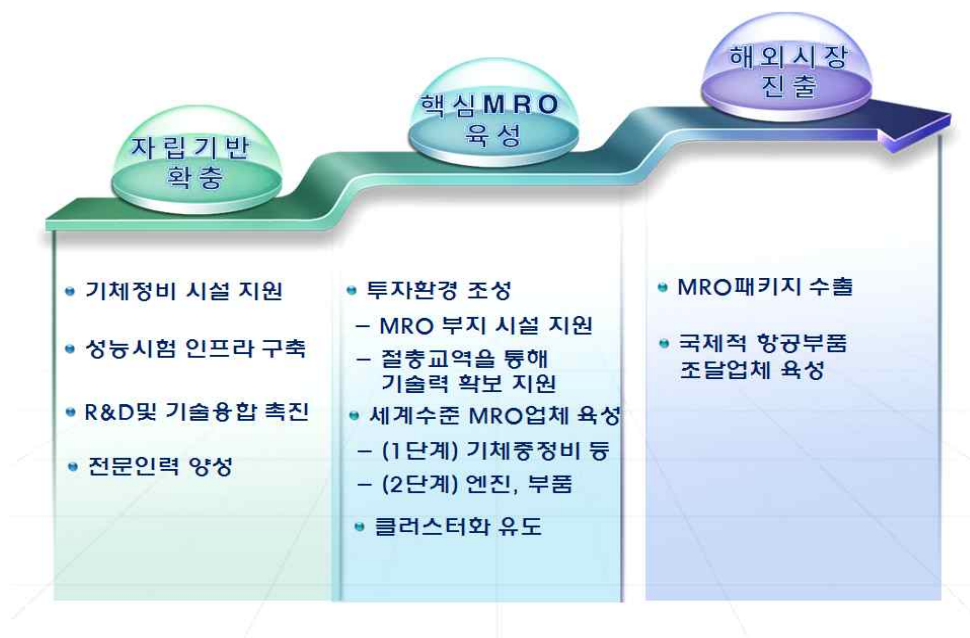 자립기반
확충
핵심MRO
육성
해외시장
진출
• 기체정비 시설 지원
• 성능시험 인프라 구축
• R&D및 기술융합 촉진
• 전문인력 양성
• 투자환경 조성
– MRO 부지 시설 지원
– 절충교역을 통해
기술력 확보 지원
• 세계수준 MRO업체 육성
– (1단계) 기체중정비 등
– (2단계) 엔진, 부품
• 클러스터화 유도
• MRO패키지 수출
• 국제적 항공부품
조달업체 육성